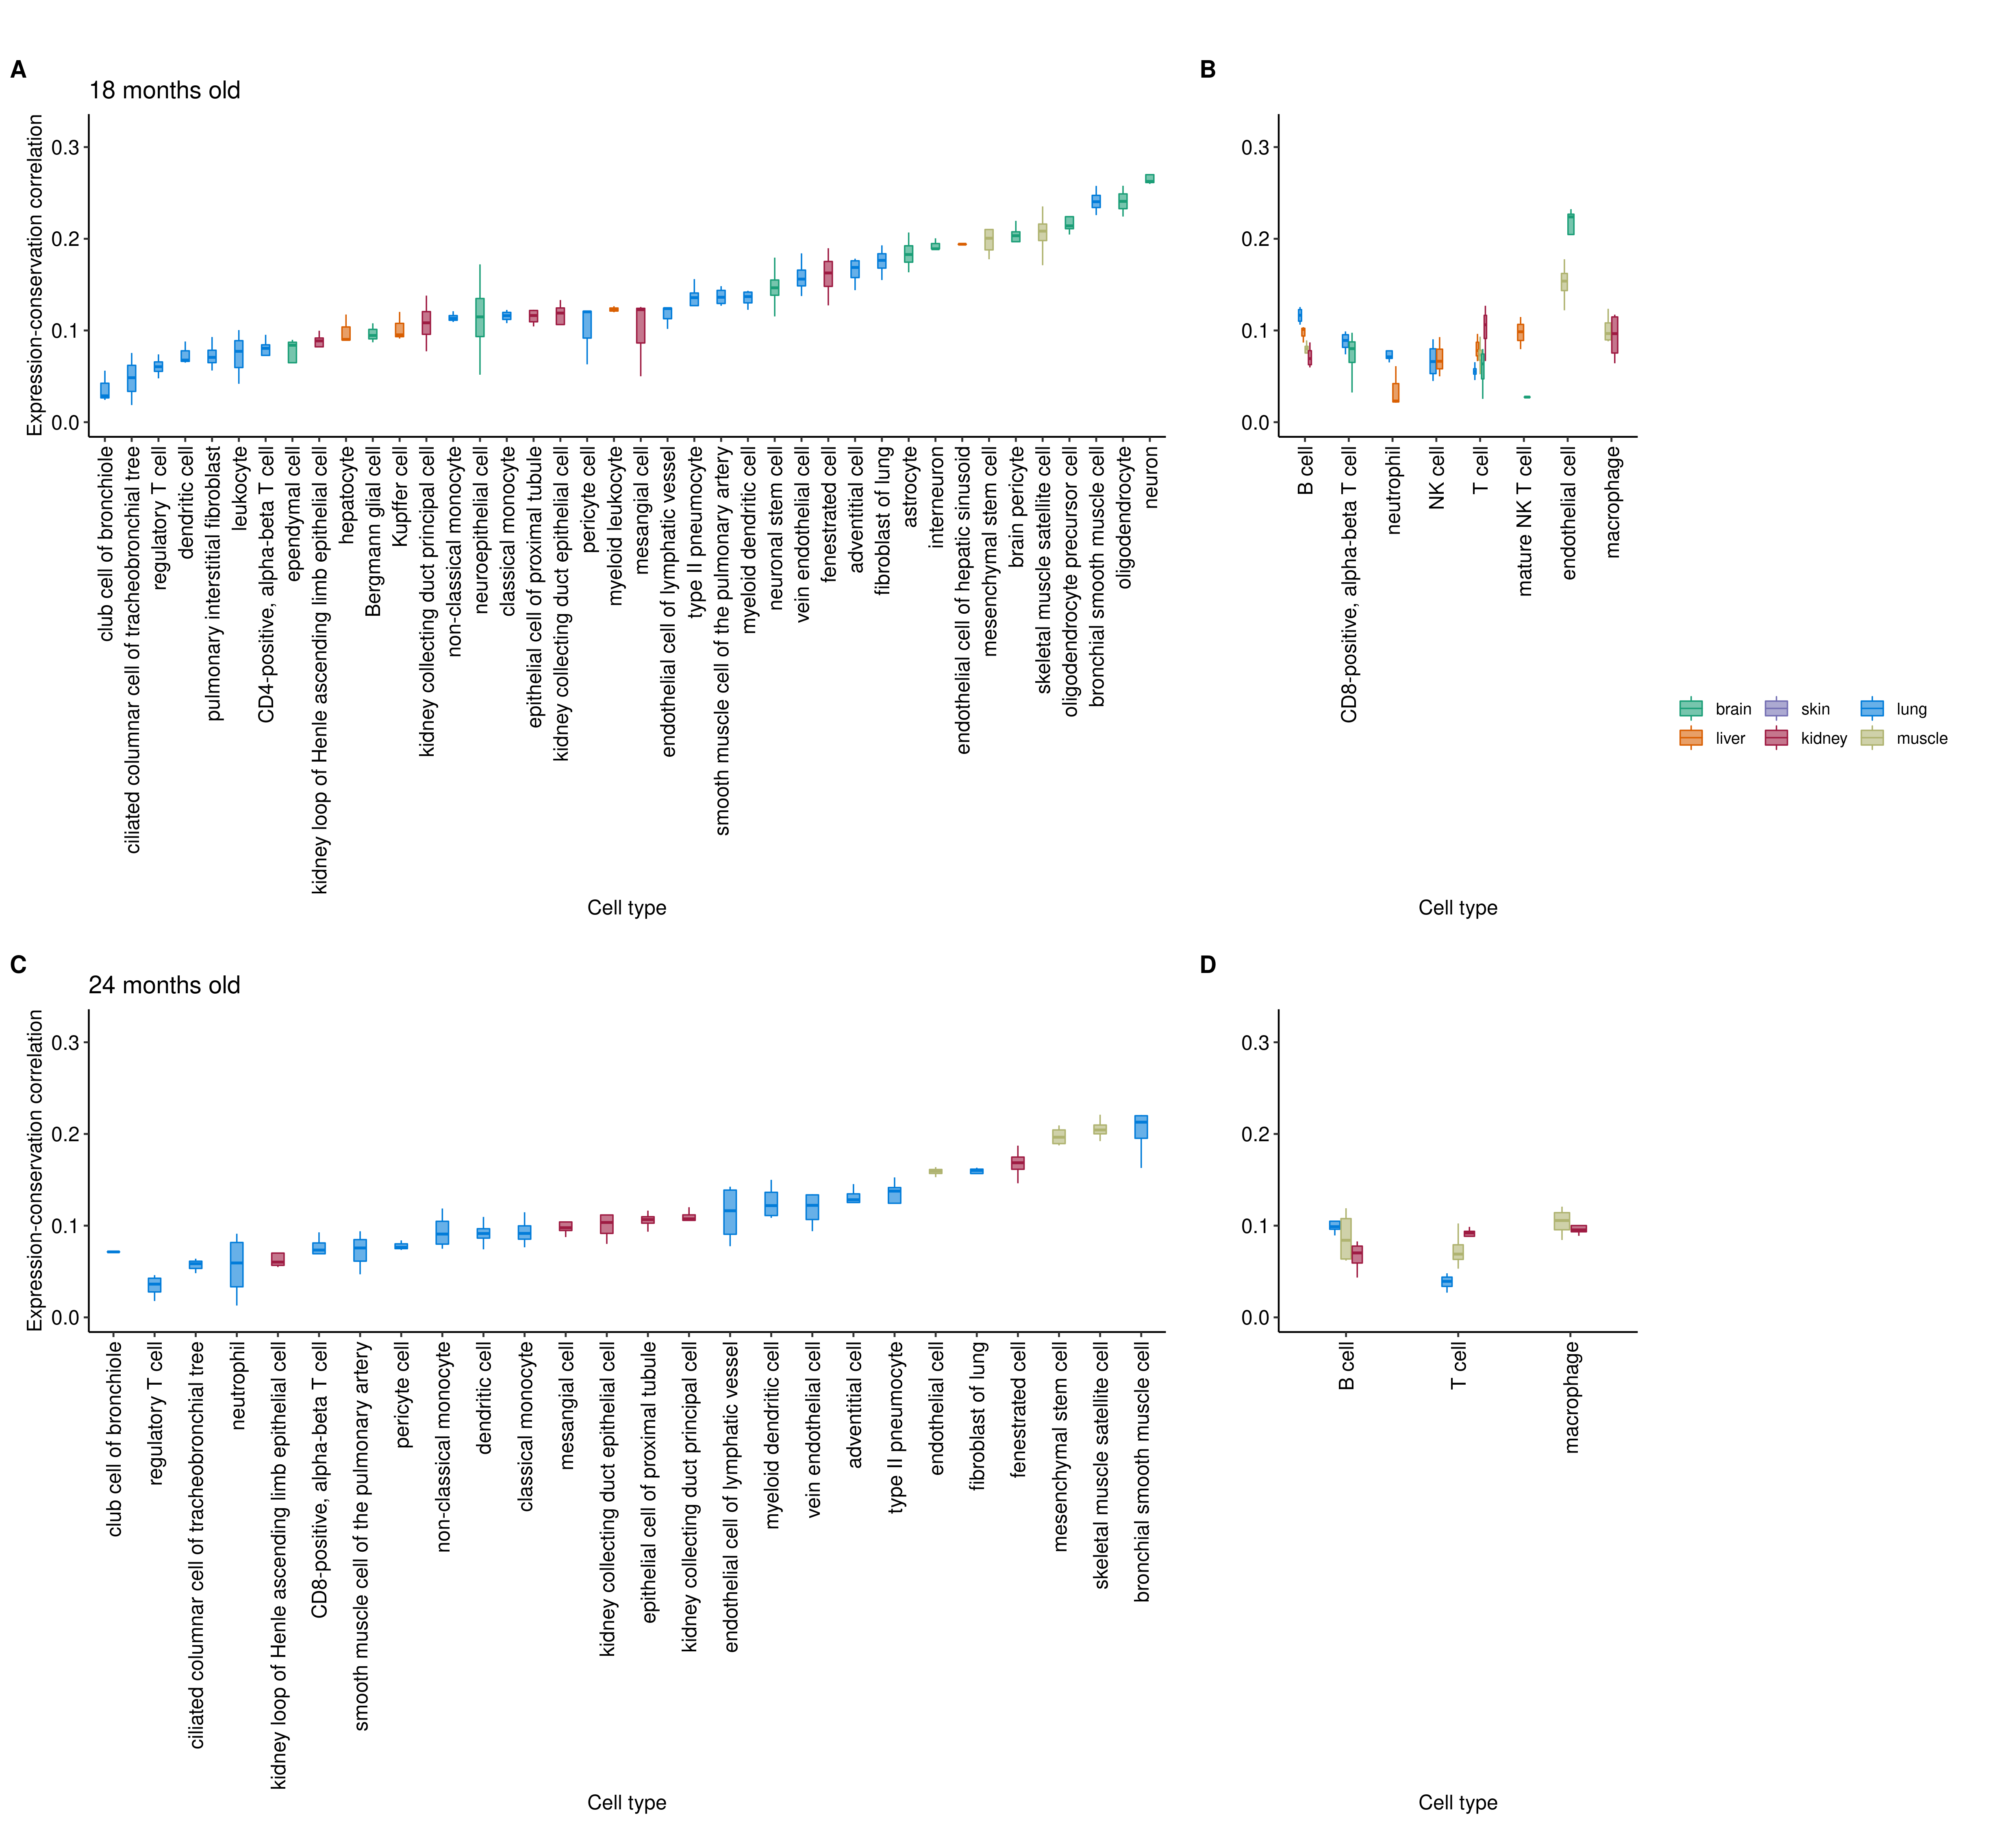 A
18 months old
Expression-conservation correlation
0.3
0.2
0.1
0.0
club cell of bronchiole
ciliated columnar cell of tracheobronchial tree
regulatory T cell
dendritic cell
pulmonary interstitial fibroblast
leukocyte
CD4-positive, alpha-beta T cell
ependymal cell
kidney loop of Henle ascending limb epithelial cell
hepatocyte
Bergmann glial cell
Kupffer cell
kidney collecting duct principal cell
non-classical monocyte
neuroepithelial cell
classical monocyte
epithelial cell of proximal tubule
kidney collecting duct epithelial cell
pericyte cell
myeloid leukocyte
mesangial cell
endothelial cell of lymphatic vessel
type II pneumocyte
smooth muscle cell of the pulmonary artery
myeloid dendritic cell
neuronal stem cell
vein endothelial cell
fenestrated cell
adventitial cell
fibroblast of lung
astrocyte
interneuron
endothelial cell of hepatic sinusoid
mesenchymal stem cell
brain pericyte
skeletal muscle satellite cell
oligodendrocyte precursor cell
bronchial smooth muscle cell
oligodendrocyte
neuron
Cell type
B
0.3
0.2
0.1
0.0
B cell
CD8-positive, alpha-beta T cell
neutrophil
NK cell
T cell
mature NK T cell
endothelial cell
macrophage
Cell type
brain
skin
lung
liver
kidney
muscle
C
24 months old
Expression-conservation correlation
0.3
0.2
0.1
0.0
club cell of bronchiole
regulatory T cell
ciliated columnar cell of tracheobronchial tree
neutrophil
kidney loop of Henle ascending limb epithelial cell
CD8-positive, alpha-beta T cell
smooth muscle cell of the pulmonary artery
pericyte cell
non-classical monocyte
dendritic cell
classical monocyte
mesangial cell
kidney collecting duct epithelial cell
epithelial cell of proximal tubule
kidney collecting duct principal cell
endothelial cell of lymphatic vessel
myeloid dendritic cell
vein endothelial cell
adventitial cell
type II pneumocyte
endothelial cell
fibroblast of lung
fenestrated cell
mesenchymal stem cell
skeletal muscle satellite cell
bronchial smooth muscle cell
Cell type
D
0.3
0.2
0.1
0.0
B cell
T cell
macrophage
Cell type